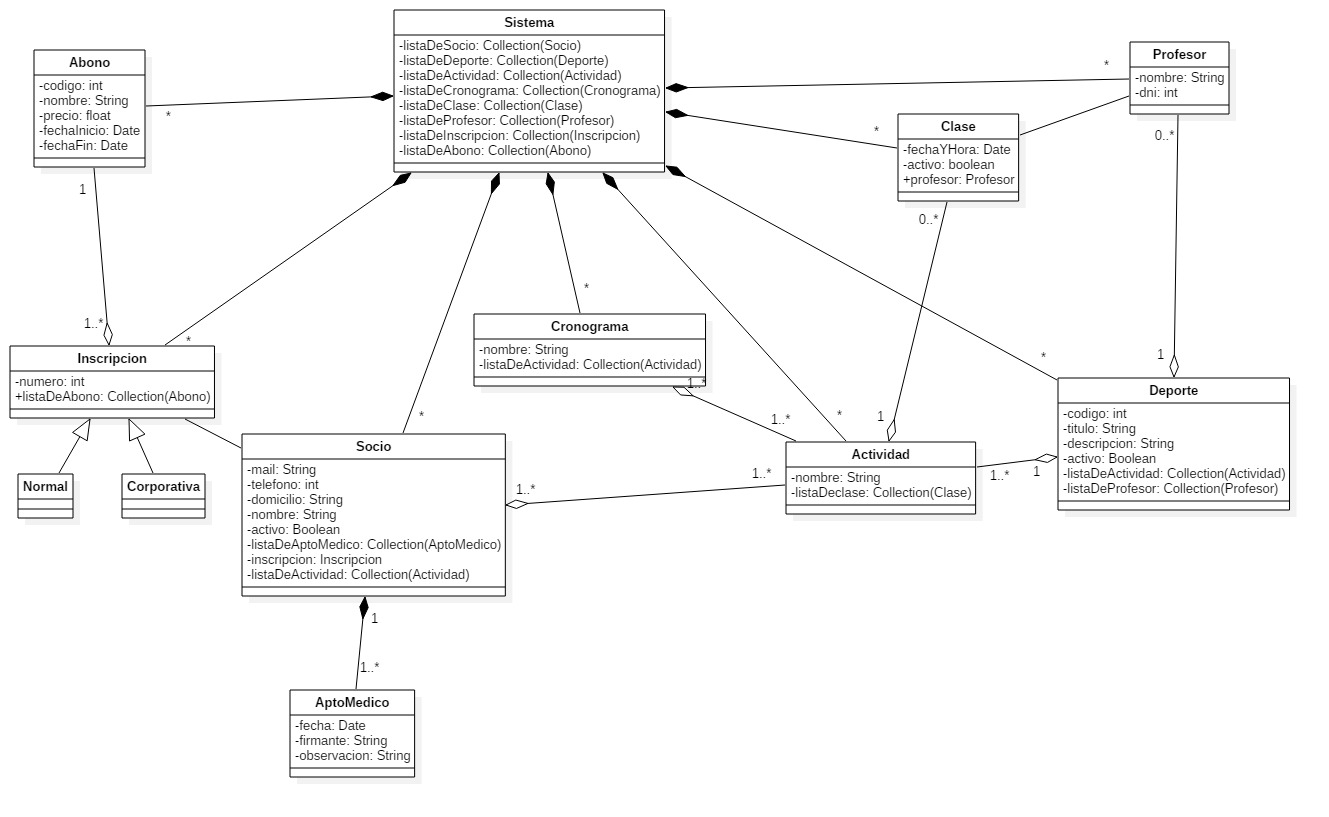 Sistema
-listaDeSocio: Collection(Socio)
-listaDeDeporte: Collection(Deporte)
-listaDeActividad: Collection(Actividad)
-listaDeCronograma: Collection(Cronograma)
-listaDeClase: Collection(Clase)
-listaDeProfesor: Collection(Profesor)
-listaDeInscripcion: Collection(Inscripcion)
-listaDeAbono: Collection(Abono)
Abono
-codigo: int
-nombre: String
-precio: float
-fechaInicio: Date
-fechaFin: Date
*
Profesor
-nombre: String
-dni: int
*
Clase
-fechaYHora: Date
-activo: boolean
+profesor: Profesor
*
0..*
1
0..*
1..*
*
*
Cronograma
-nombre: String
-listaDeActividad: Collection(Actividad)
1..*
1..*
*
*
1
Inscripcion
-numero: int
+listaDeAbono: Collection(Abono)
Deporte
-codigo: int
-titulo: String
-descripcion: String
-activo: Boolean
-listaDeActividad: Collection(Actividad)
-listaDeProfesor: Collection(Profesor)
*
1
Normal
Corporativa
Socio
-mail: String
-telefono: int
-domicilio: String
-nombre: String
-activo: Boolean
-listaDeAptoMedico: Collection(AptoMedico)
-inscripcion: Inscripcion
-listaDeActividad: Collection(Actividad)
1..*
1..*
Actividad
-nombre: String
-listaDeclase: Collection(Clase)
1..*
1
1
1..*
AptoMedico
-fecha: Date
-firmante: String
-observacion: String